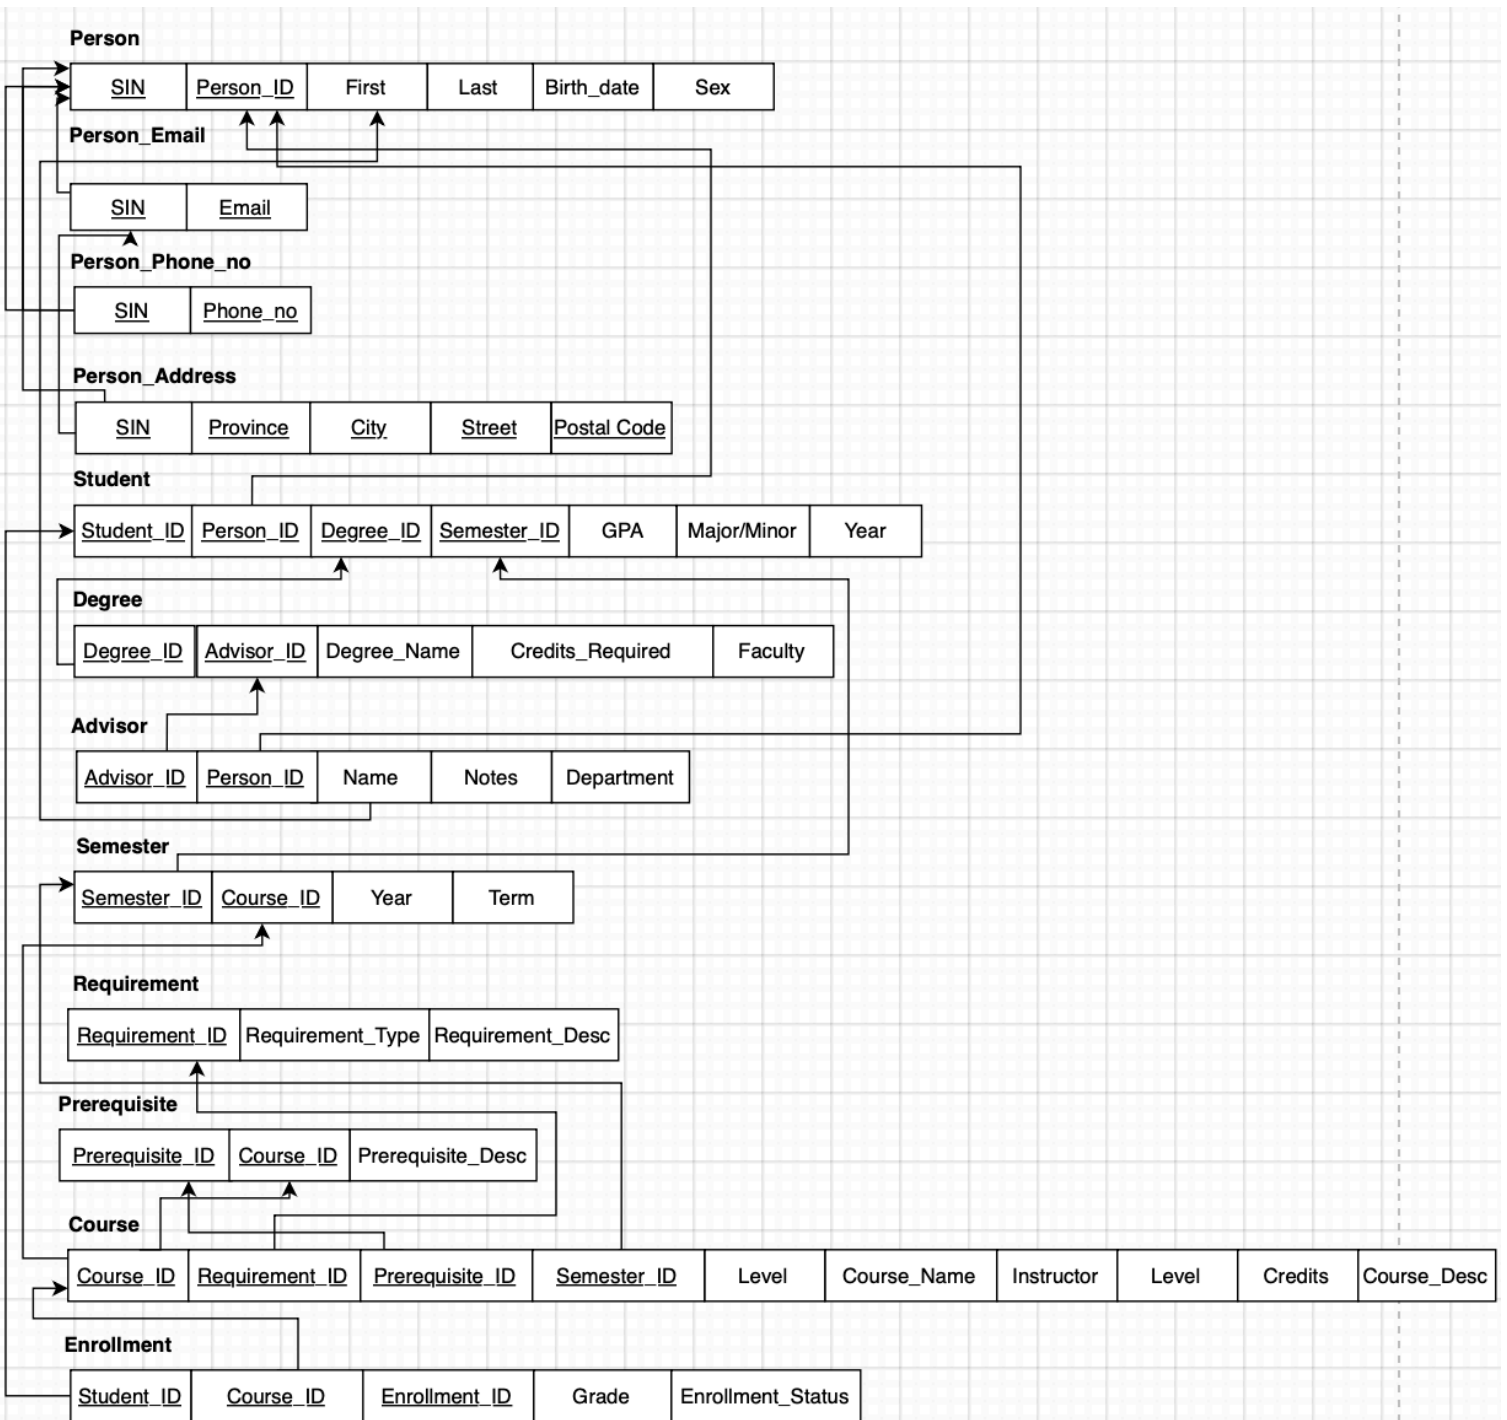 Person
SIN Person_ID First Last Birth_date Sex
Person_Email
SIN Email
Person_Phone_no
SIN Phone_no
Person_Address
SIN Province City Street Postal Code
Student
Student_ID Person_ID Degree_ID Semester_ID GPA Major/Minor Year
Degree
Degree_ID Advisor_ID Degree_Name Credits_Required Faculty
Advisor
Advisor_ID Person_ID Name Notes Department
Semester
Semester_ID Course_ID Year Term
Requirement
Requirement_ID Requirement_Type Requirement_Desc
Prerequisite
Prerequisite_ID Course_ID Prerequisite_Desc
Course
Course_ID Requirement_ID Prerequisite_ID Semester_ID Level Course_Name Instructor Level Credits Course_Desc
Enrollment
Student_ID Course_ID Enrollment_ID Grade Enrollment_Status